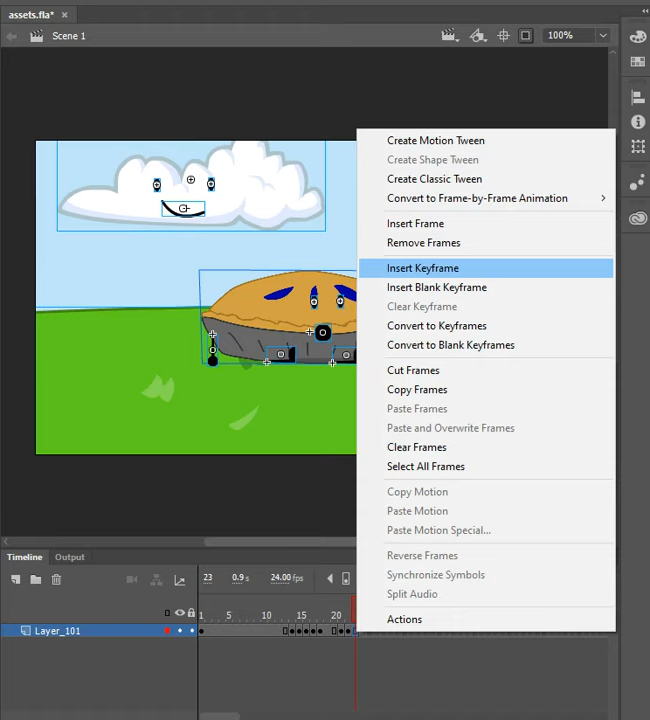 assets.fla*
Scene 1
100%
Create Motion Tween
Create Shape Tween
Create Classic Tween
Convert to Frame-by-Frame Animation
Insert Frame
Remove Frames
Insert Keyframe
Insert Blank Keyframe
Clear Keyframe
Convert to Keyframes
Convert to Blank Keyframes
Cut Frames
Copy Frames
Paste Frames
Paste and Overwrite Frames
Clear Frames
Select All Frames
Copy Motion
Paste Motion
Paste Motion Special...
Reverse Frames
Synchronize Symbols
Split Audio
Actions
Timeline Output
23 0.9 s 24.00 fps
1 5 10 15 20
Layer_101